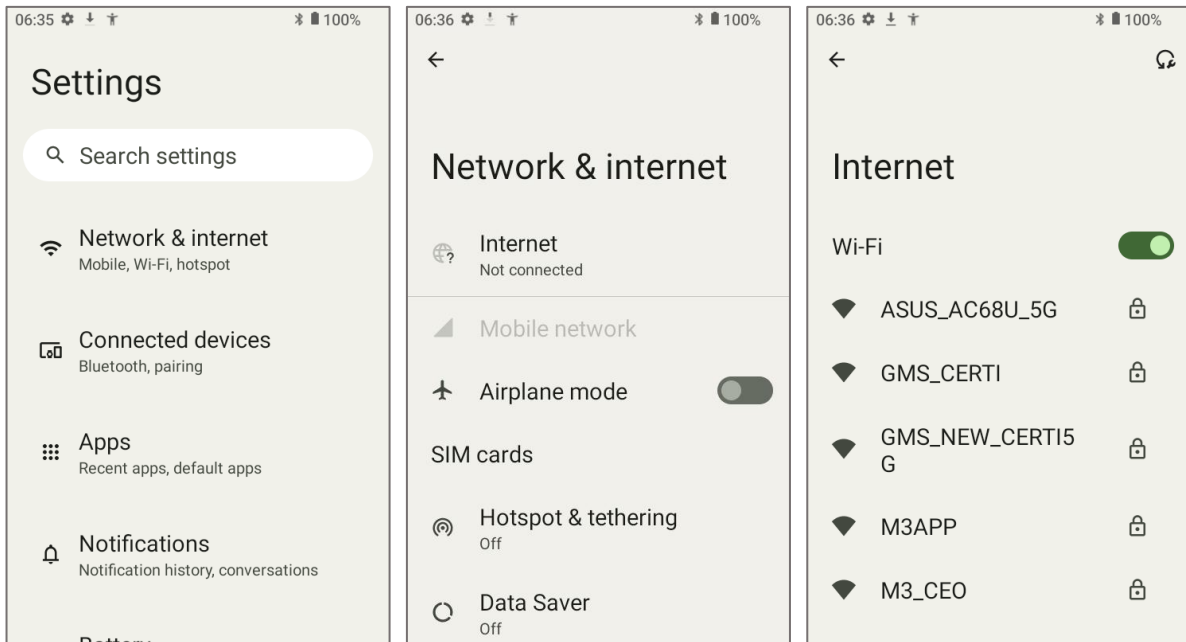 06:35
100%
Settings
Search settings
Network & internet
Mobile, Wi-Fi, hotspot
Connected devices
Bluetooth, pairing
Apps
Recent apps, default apps
Notifications
Notification history, conversations
06:36
100%
Network & internet
Internet
Not connected
Mobile network
Airplane mode
SIM cards
Hotspot & tethering
Off
Data Saver
Off
06:36
100%
Internet
Wi-Fi
ASUS_AC68U_5G
GMS_CERTI
GMS_NEW_CERTI5
G
M3APP
M3_CEO